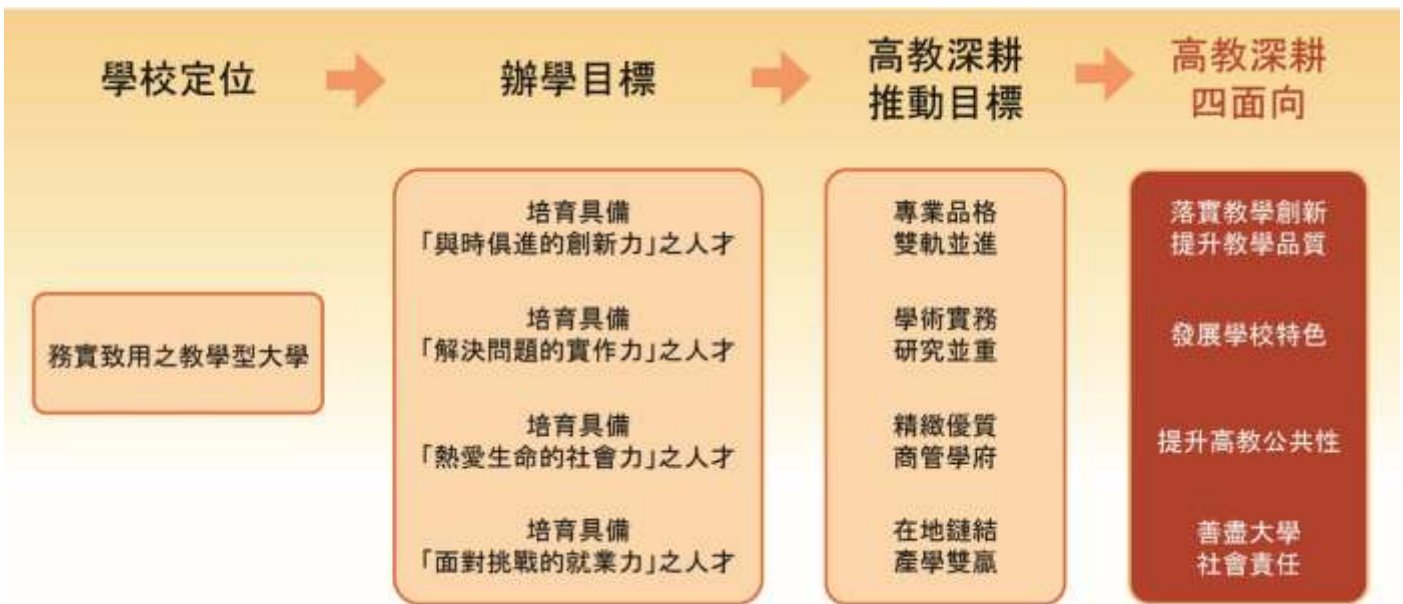 學校定位
辦學目標
高教深耕
推動目標
高教深耕
四面向
務實致用之教學型大學
培育具備
「與時俱進的創新力」之人才
培育具備
「解決問題的實作力」之人才
培育具備
「熱愛生命的社會力」之人才
培育具備
「面對挑戰的就業力」之人才
專業品格
雙軌並進
學術實務
研究並重
精緻優質
商管學府
在地鏈結
產學雙贏
落實教學創新
提升教學品質
發展學校特色
提升高教公共性
善盡大學
社會責任